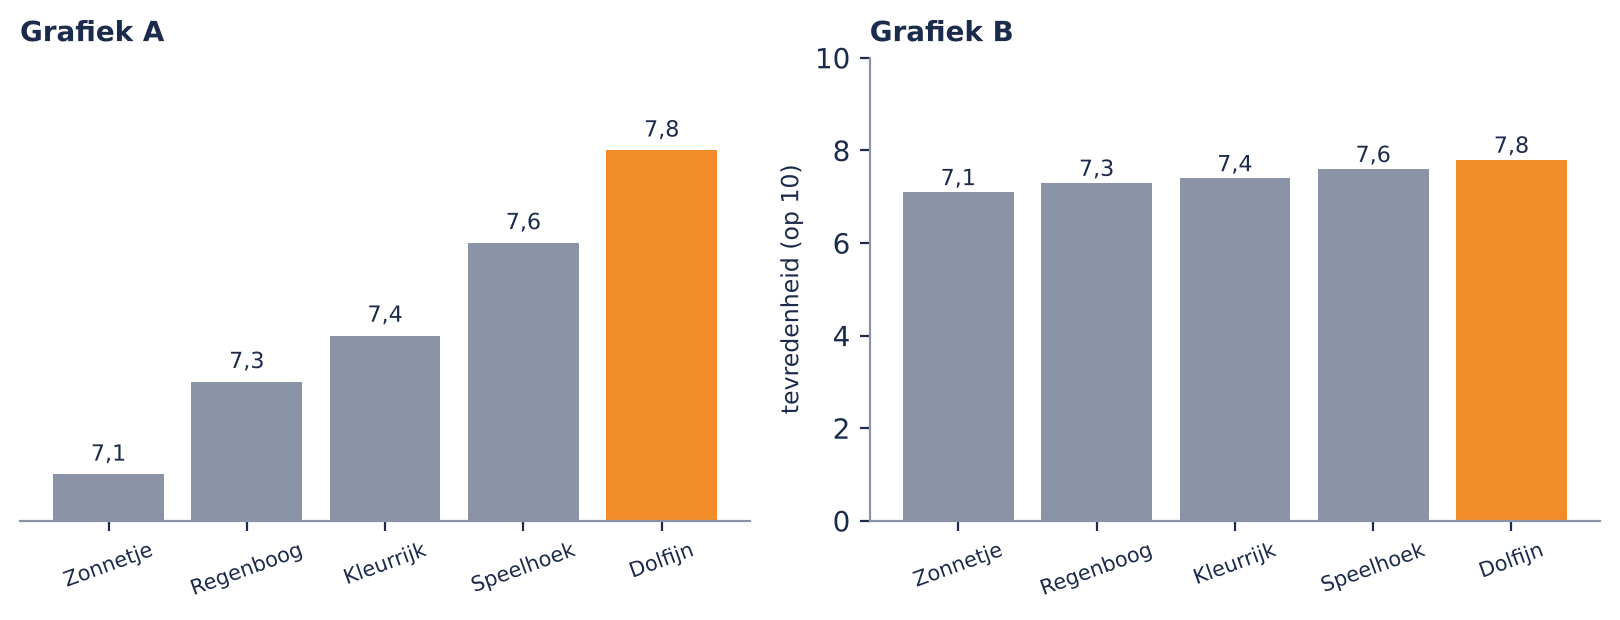 Grafiek A
7,1
7,3
7,4
7,6
7,8
Zonnetje
Regenboog
Kleurrijk
Speelhoek
Dolfijn
Grafiek B
tevredenheid (op 10)
10
8
6
4
2
0
7,1
7,3
7,4
7,6
7,8
Zonnetje
Regenboog
Kleurrijk
Speelhoek
Dolfijn